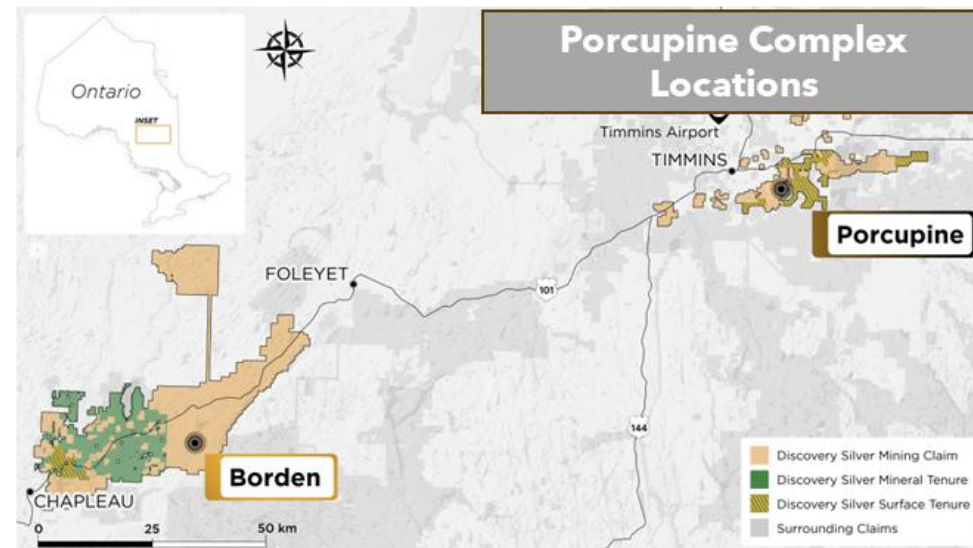 Porcupine Complex
Locations
Ontario
INSET
Timmins Airport
TIMMINS
Porcupine
FOLEYET
101
144
Borden
CHAPLEAU
0 25 50 km
Discovery Silver Mining Claim
Discovery Silver Mineral Tenure
Discovery Silver Surface Tenure
Surrounding Claims